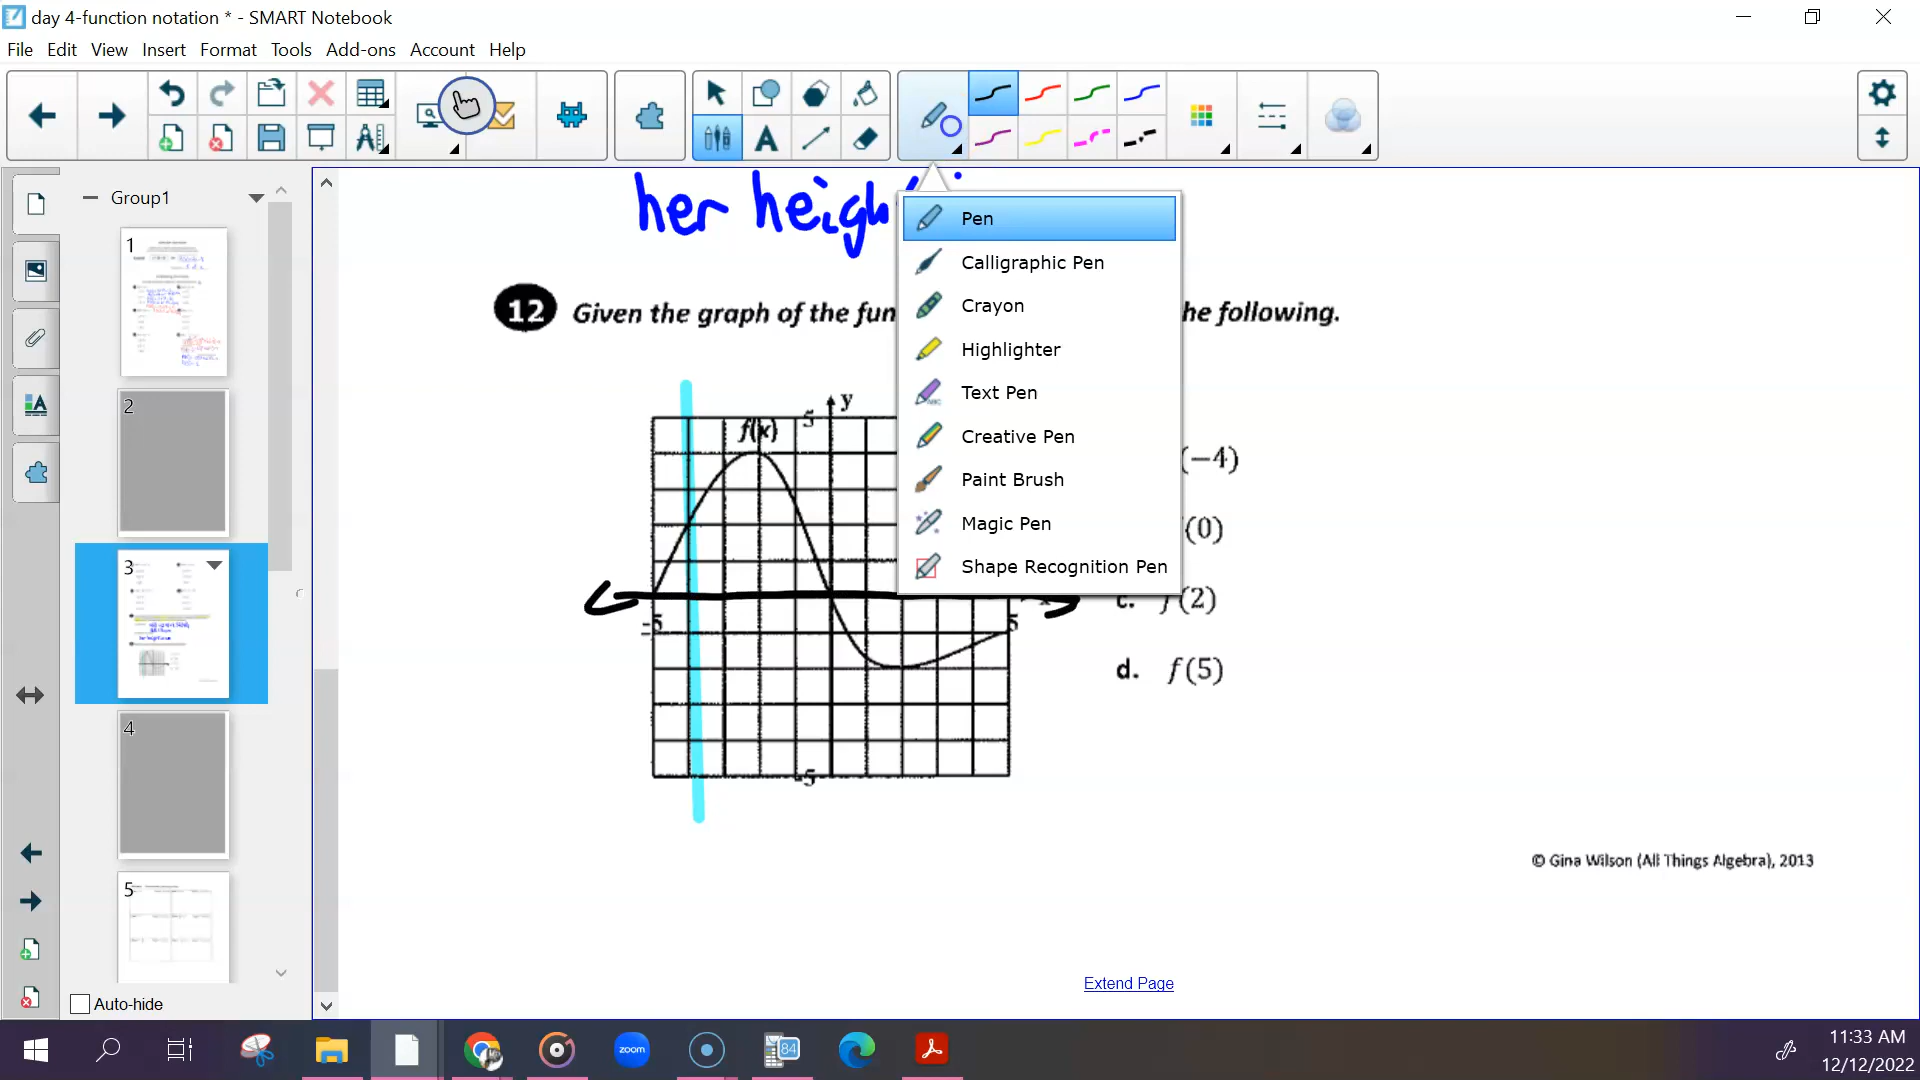 day 4-function notation * - SMART Notebook
File Edit View Insert Format Tools Add-ons Account Help
Group1
1
2
3
4
5
Auto-hide
her heigh
12 Given the graph of the fun
he following.
Pen
Calligraphic Pen
Crayon
Highlighter
Text Pen
Creative Pen
Paint Brush
Magic Pen
Shape Recognition Pen
y
5
f(x)
-5
5
-5
(−4)
(0)
c. f(2)
d. f(5)
© Gina Wilson (All Things Algebra), 2013
Extend Page
zoom
84
11:33 AM
12/12/2022